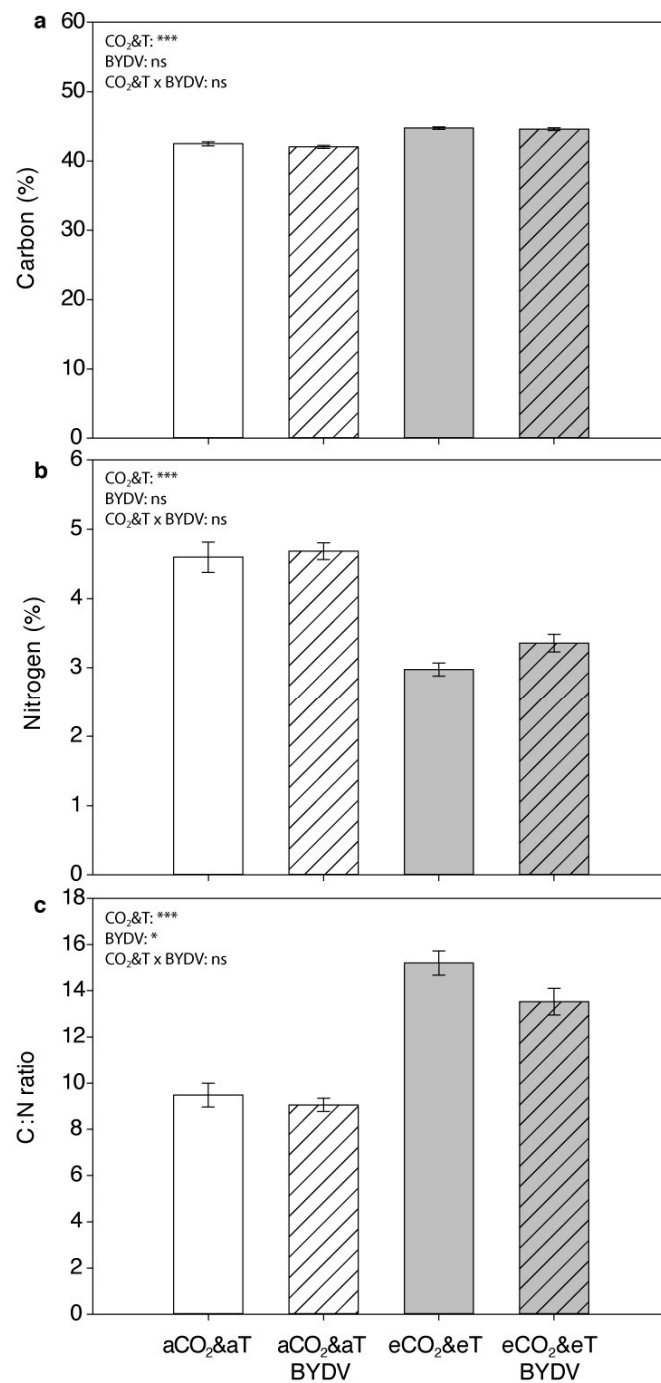 a
60
50
40
30
20
10
0
Carbon (%)
CO₂&T: ***
BYDV: ns
CO₂&T x BYDV: ns
b
6
5
4
3
2
1
0
Nitrogen (%)
CO₂&T: ***
BYDV: ns
CO₂&T x BYDV: ns
c
18
16
14
12
10
8
6
4
2
0
C:N ratio
CO₂&T: ***
BYDV: *
CO₂&T x BYDV: ns
aCO₂&aT
aCO₂&aT
BYDV
eCO₂&eT
eCO₂&eT
BYDV